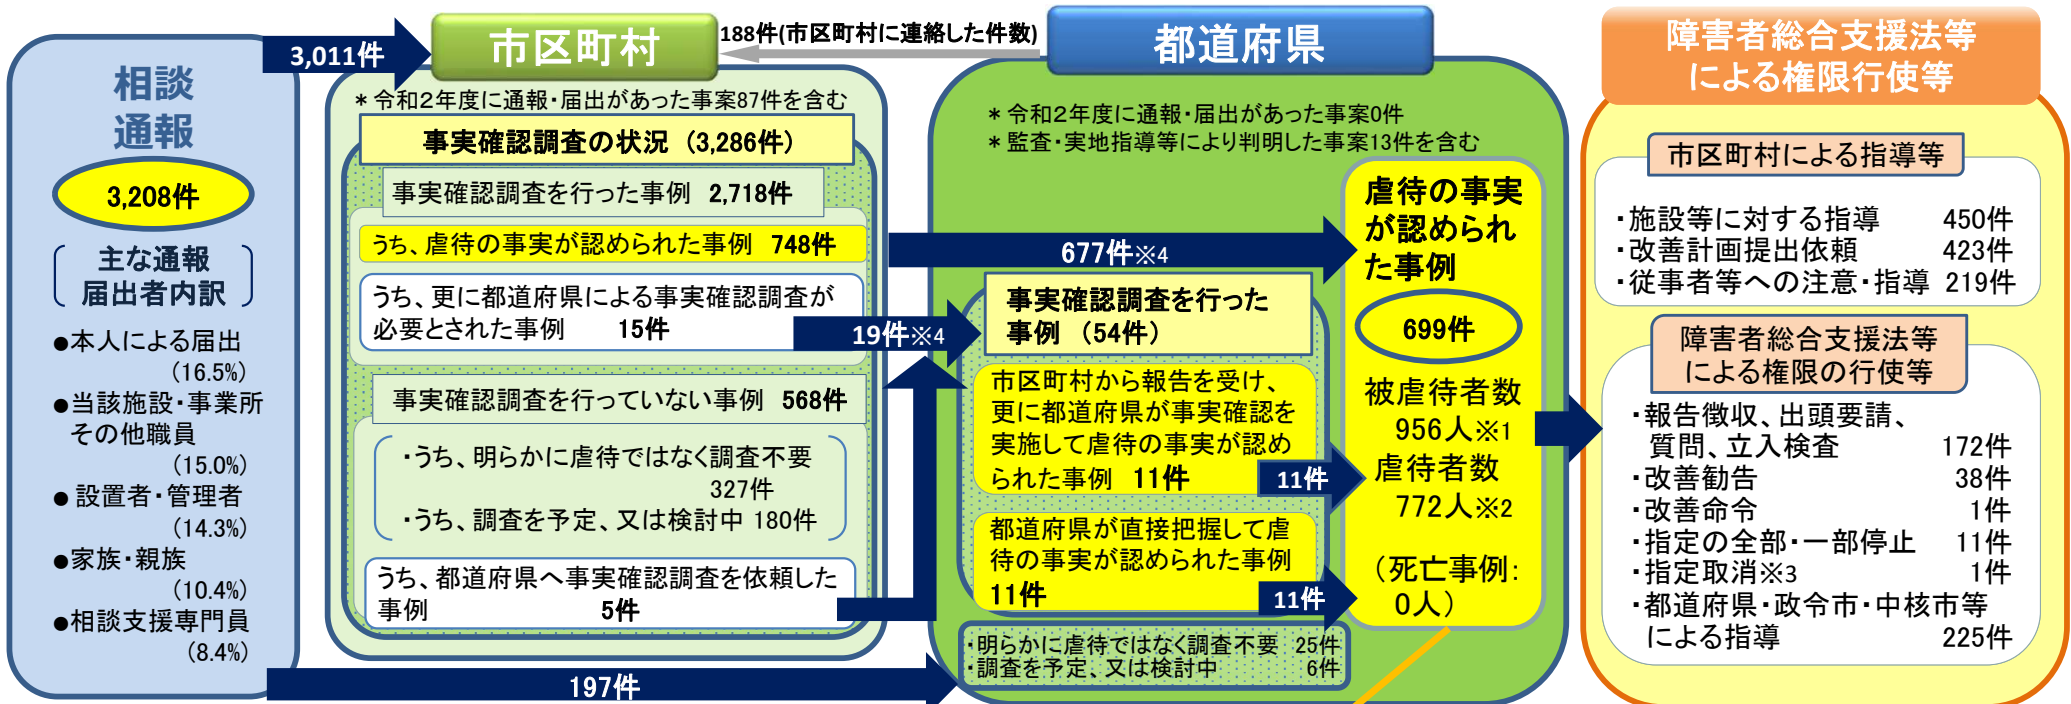 相談
通報
3,208件
主な通報
届出者内訳
●本人による届出
(16.5%)
●当該施設・事業所
その他職員
(15.0%)
● 設置者・管理者
(14.3%)
●家族・親族
(10.4%)
●相談支援専門員
(8.4%)
3,011件
197件
市区町村
＊令和２年度に通報・届出があった事案87件を含む
事実確認調査の状況（3,286件）
事実確認調査を行った事例 2,718件
うち、虐待の事実が認められた事例 748件
うち、更に都道府県による事実確認調査が
必要とされた事例 15件
事実確認調査を行っていない事例 568件
・うち、明らかに虐待ではなく調査不要
327件
・うち、調査を予定、又は検討中 180件
うち、都道府県へ事実確認調査を依頼した
事例 5件
188件(市区町村に連絡した件数)
677件※4
19件※4
都道府県
＊令和２年度に通報・届出があった事案0件
＊監査・実地指導等により判明した事案13件を含む
事実確認調査を行った
事例（54件）
市区町村から報告を受け、
更に都道府県が事実確認を
実施して虐待の事実が認め
られた事例 11件
11件
都道府県が直接把握して虐
待の事実が認められた事例
11件
11件
・明らかに虐待ではなく調査不要 25件
・調査を予定、又は検討中 6件
虐待の事実
が認められ
た事例
699件
被虐待者数
956人※1
虐待者数
772人※2
（死亡事例：
0人）
障害者総合支援法等
による権限行使等
市区町村による指導等
・施設等に対する指導 450件
・改善計画提出依頼 423件
・従事者等への注意・指導 219件
障害者総合支援法等
による権限の行使等
・報告徴収、出頭要請、
質問、立入検査 172件
・改善勧告 38件
・改善命令 1件
・指定の全部・一部停止 11件
・指定取消※3 1件
・都道府県・政令市・中核市等
による指導 225件